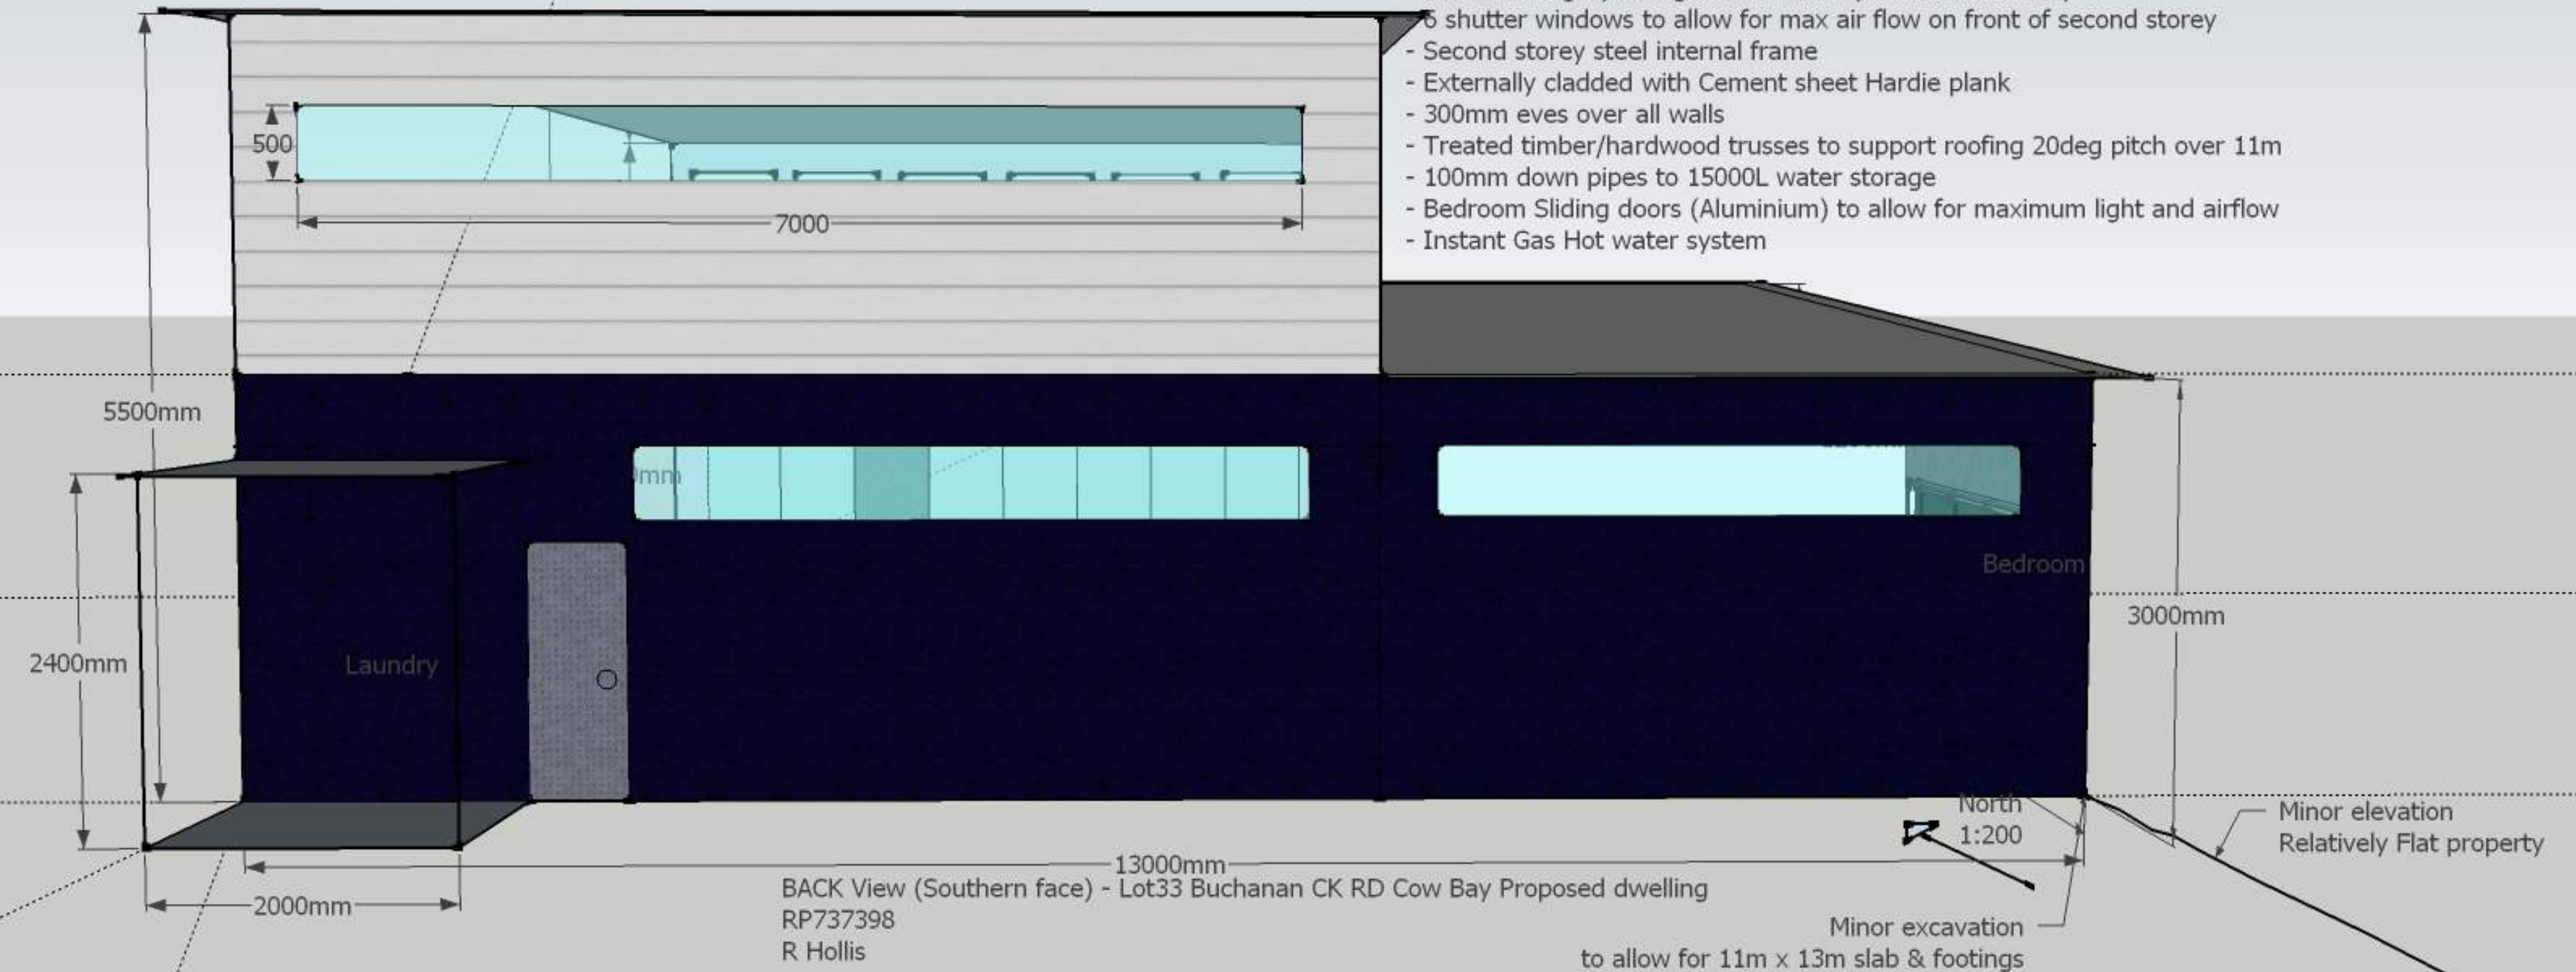 6 shutter windows to allow for max air flow on front of second storey
- Second storey steel internal frame
- Externally cladded with Cement sheet Hardie plank
- 300mm eves over all walls
- Treated timber/hardwood trusses to support roofing 20deg pitch over 11m
- 100mm down pipes to 15000L water storage
- Bedroom Sliding doors (Aluminium) to allow for maximum light and airflow
- Instant Gas Hot water system
500
7000
5500mm
mm
Bedroom
3000mm
2400mm
Laundry
North
1:200
Minor elevation
Relatively Flat property
13000mm
2000mm
BACK View (Southern face) - Lot33 Buchanan CK RD Cow Bay Proposed dwelling
RP737398
R Hollis
Minor excavation
to allow for 11m x 13m slab & footings